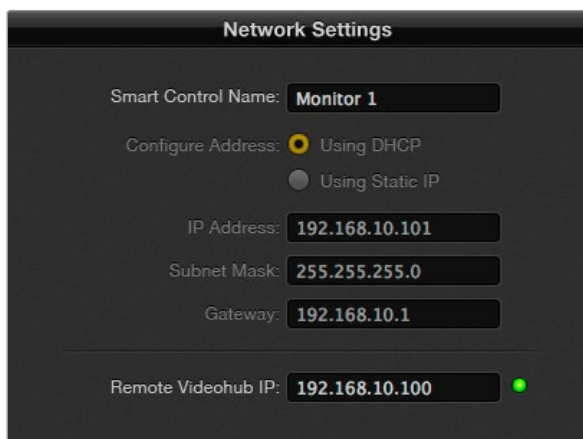 Network Settings
Smart Control Name: Monitor 1
Configure Address: Using DHCP
Using Static IP
IP Address: 192.168.10.101
Subnet Mask: 255.255.255.0
Gateway: 192.168.10.1
Remote Videohub IP: 192.168.10.100